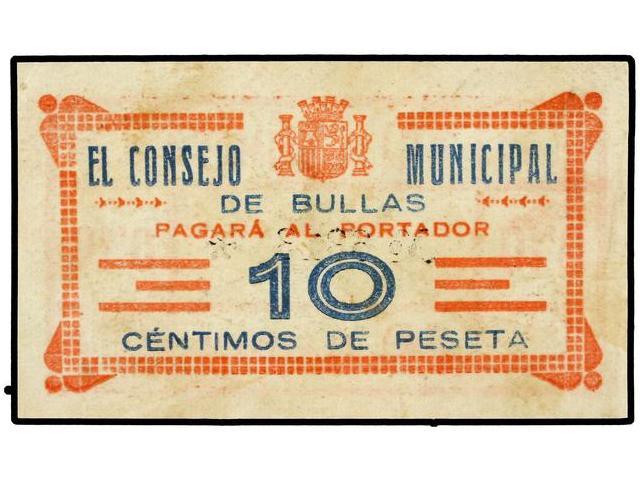 EL CONSEJO MUNICIPAL
DE BULLAS
PAGARÁ AL PORTADOR
10
CÉNTIMOS DE PESETA